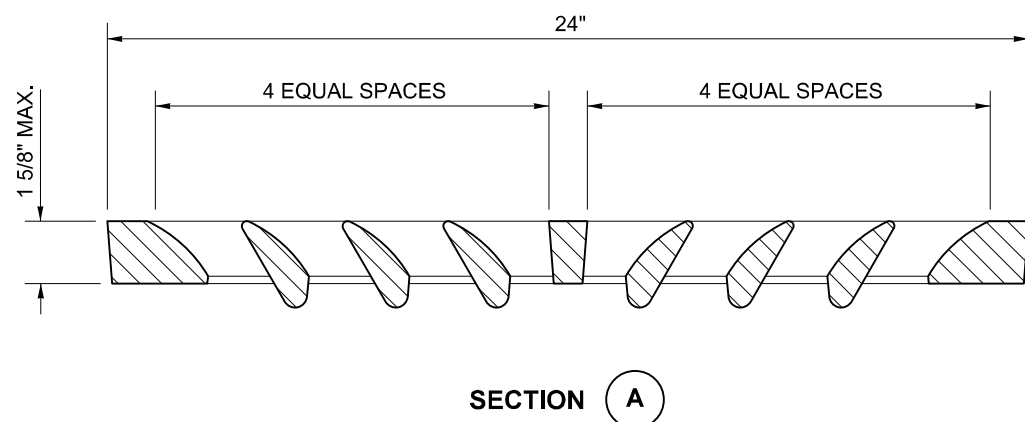 24"
4 EQUAL SPACES
4 EQUAL SPACES
1 5/8" MAX.
SECTION A